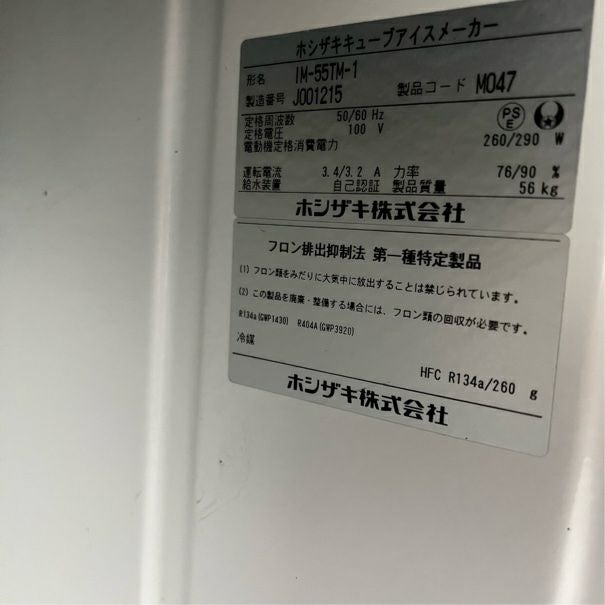 ホシザキキューブアイスメーカー
形名 IM-55TM-1
製造番号 J001215 製品コード M047
定格周波数 50/60 Hz
定格電圧 100 V
電動機定格消費電力 260/290 W
PSE
運転電流 3.4/3.2 A 力率 76/90 %
給水装置 自己認証 製品質量 56 kg
ホシザキ株式会社
フロン排出抑制法 第一種特定製品
(1) フロン類をみだりに大気中に放出することは禁じられています。
(2) この製品を廃棄・整備する場合には、フロン類の回収が必要です。
R134a(GWP1430) R404A(GWP3920)
冷媒 HFC R134a/260 g
ホシザキ株式会社